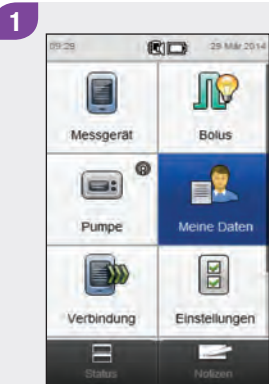 1
09:29
29 Mär 2014
Messgerät
Bolus
Pumpe
Meine Daten
Verbindung
Einstellungen
Status
Notizen